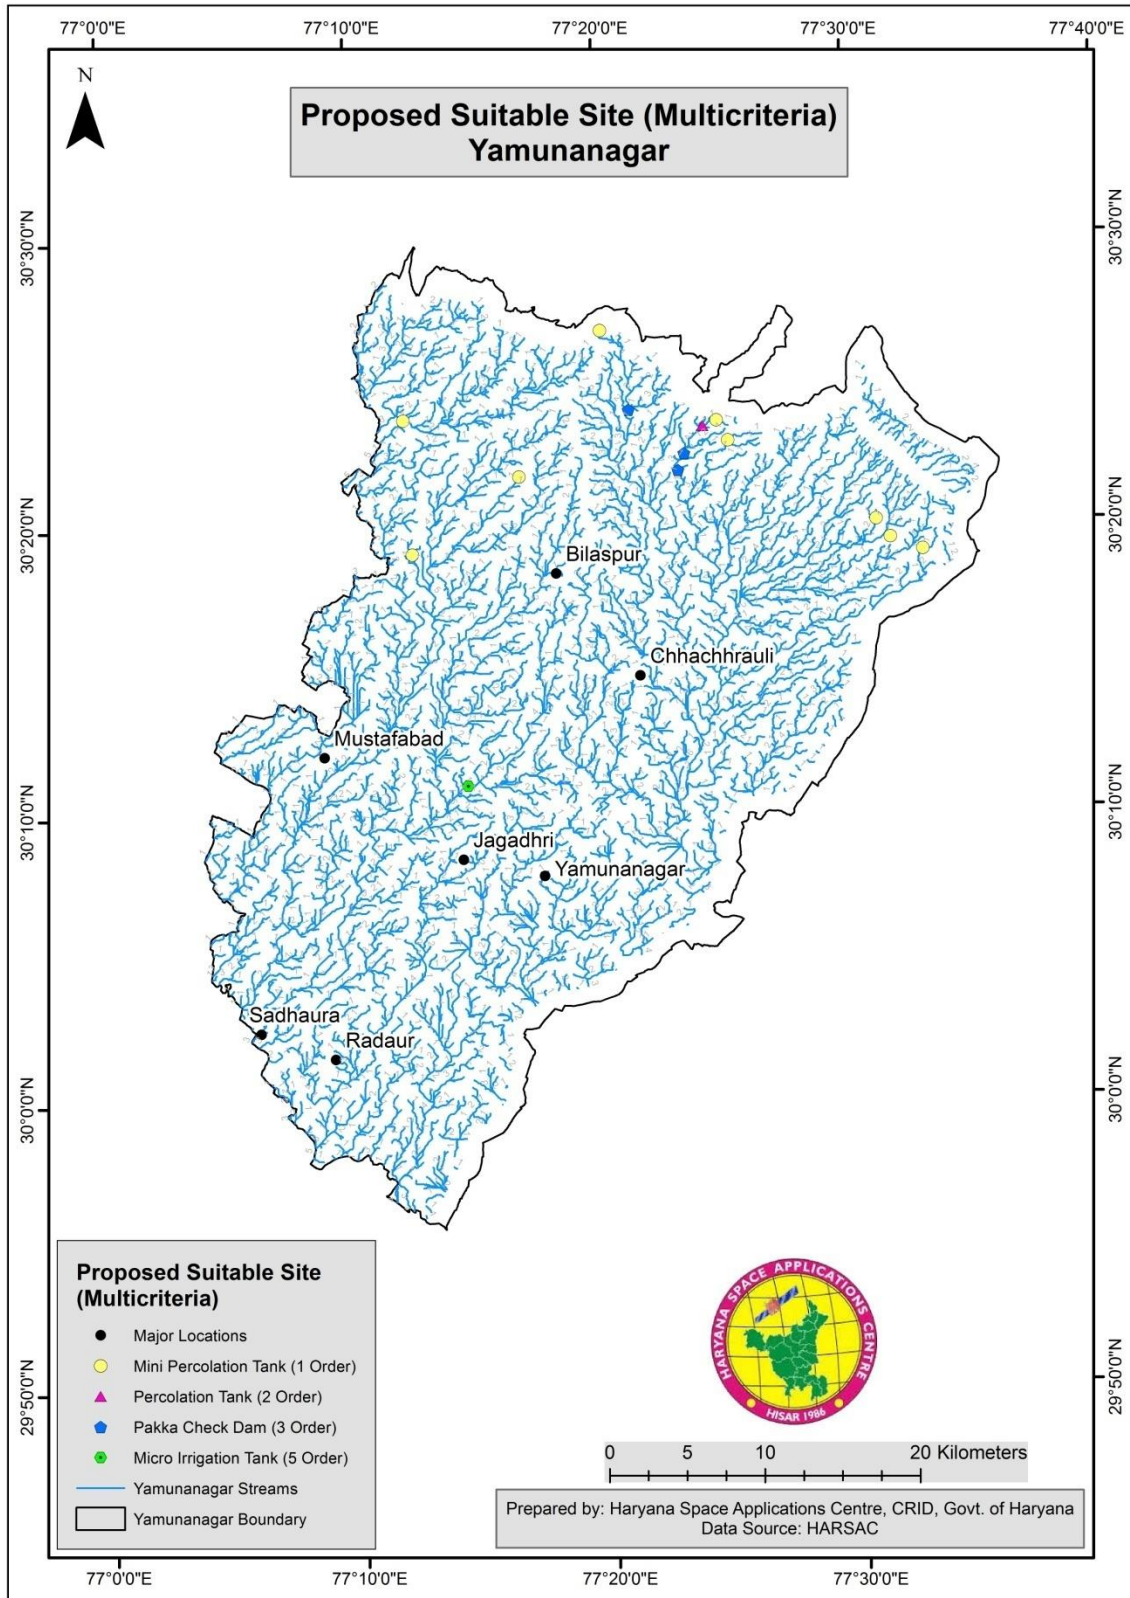 77°0'0"E
77°10'0"E
77°20'0"E
77°30'0"E
77°40'0"E
N
Proposed Suitable Site (Multicriteria)
Yamunanagar
30°30'0"N
30°30'0"N
30°20'0"N
30°20'0"N
Bilaspur
Chhachhrauli
Mustafabad
30°10'0"N
30°10'0"N
Jagadhri
Yamunanagar
Sadhaura
Radaur
30°0'0"N
30°0'0"N
Proposed Suitable Site
(Multicriteria)
Major Locations
Mini Percolation Tank (1 Order)
Percolation Tank (2 Order)
Pakka Check Dam (3 Order)
Micro Irrigation Tank (5 Order)
Yamunanagar Streams
Yamunanagar Boundary
29°50'0"N
29°50'0"N
HARYANA SPACE APPLICATIONS CENTRE
HISAR 1986
0 5 10 20 Kilometers
Prepared by: Haryana Space Applications Centre, CRID, Govt. of Haryana
Data Source: HARSAC
77°0'0"E
77°10'0"E
77°20'0"E
77°30'0"E